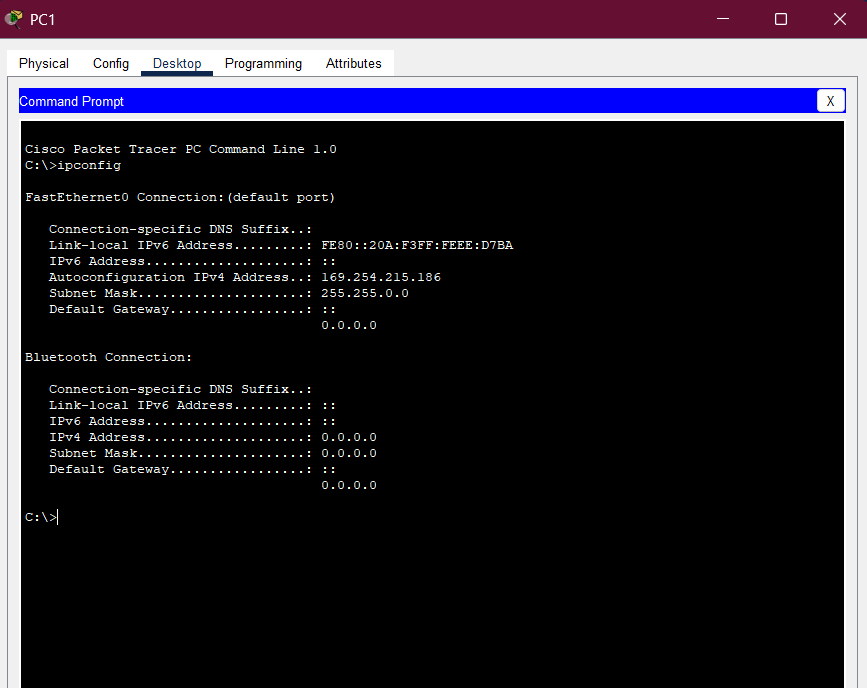 PC1
Physical Config Desktop Programming Attributes
Command Prompt X
Cisco Packet Tracer PC Command Line 1.0
C:\>ipconfig
FastEthernet0 Connection:(default port)
Connection-specific DNS Suffix..:
Link-local IPv6 Address.........: FE80::20A:F3FF:FEEE:D7BA
IPv6 Address....................: ::
Autoconfiguration IPv4 Address..: 169.254.215.186
Subnet Mask.....................: 255.255.0.0
Default Gateway.................: ::
0.0.0.0
Bluetooth Connection:
Connection-specific DNS Suffix..:
Link-local IPv6 Address.........: ::
IPv6 Address....................: ::
IPv4 Address....................: 0.0.0.0
Subnet Mask.....................: 0.0.0.0
Default Gateway.................: ::
0.0.0.0
C:\>